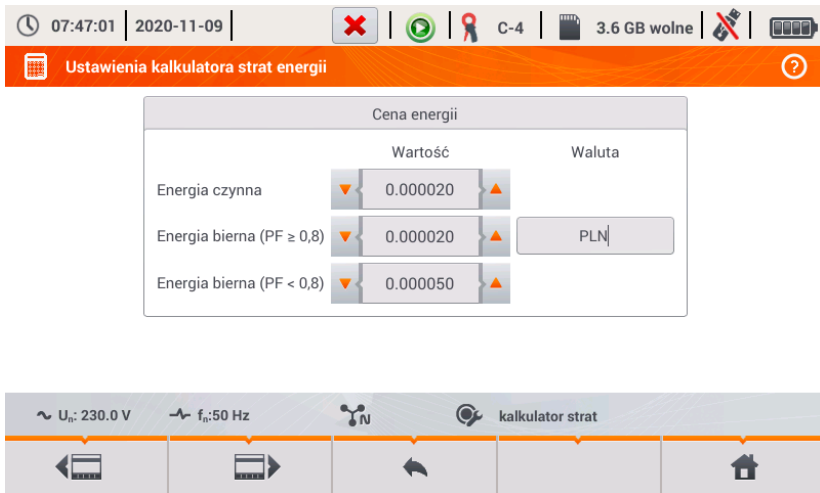 07:47:01 2020-11-09 C-4 3.6 GB wolne
Ustawienia kalkulatora strat energii ?
Cena energii
Wartość Waluta
Energia czynna 0.000020
Energia bierna (PF ≥ 0,8) 0.000020 PLN
Energia bierna (PF < 0,8) 0.000050
Uₙ: 230.0 V fₙ:50 Hz N kalkulator strat